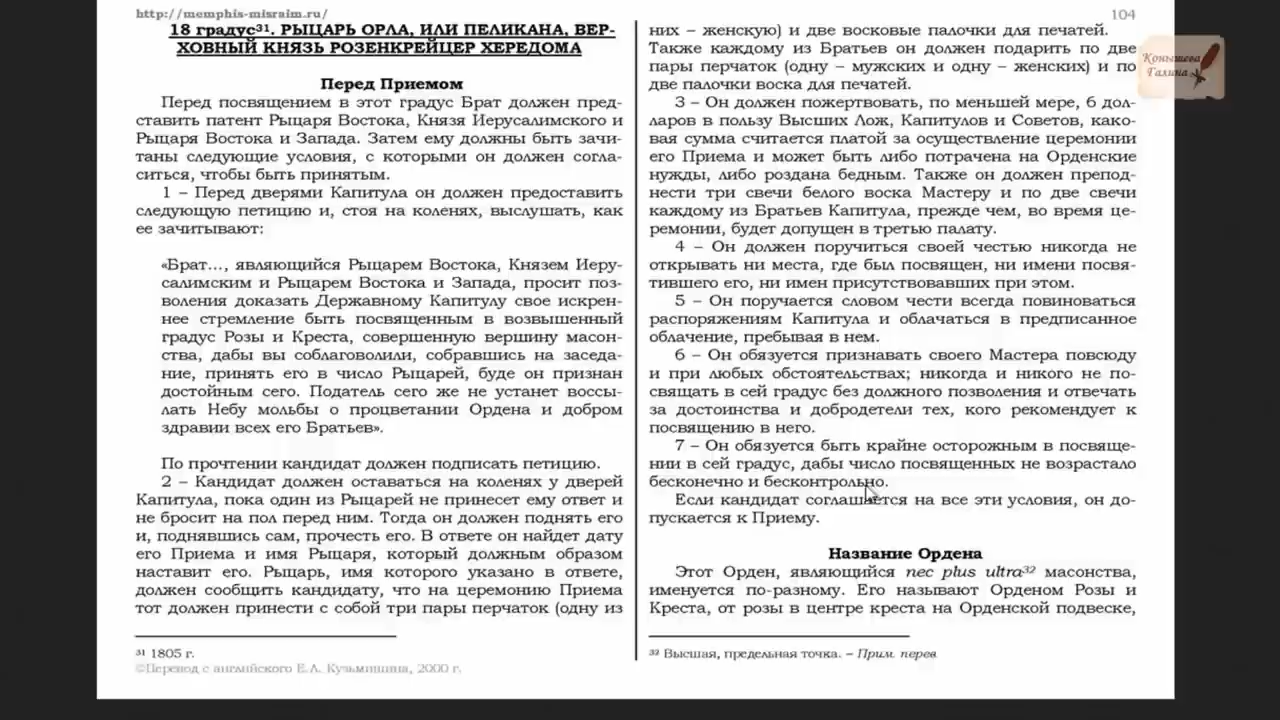 http://memphis-misraim.ru/
104
18 градус³¹. РЫЦАРЬ ОРЛА, ИЛИ ПЕЛИКАНА, ВЕР-
ХОВНЫЙ КНЯЗЬ РОЗЕНКРЕЙЦЕР ХЕРЕДОМА
Перед Приемом
Перед посвящением в этот градус Брат должен пред-
ставить патент Рыцаря Востока, Князя Иерусалимского и
Рыцаря Востока и Запада. Затем ему должны быть зачи-
таны следующие условия, с которыми он должен согла-
ситься, чтобы быть принятым.
1 – Перед дверями Капитула он должен предоставить
следующую петицию и, стоя на коленях, выслушать, как
ее зачитывают:
«Брат..., являющийся Рыцарем Востока, Князем Иеру-
салимским и Рыцарем Востока и Запада, просит поз-
воления доказать Державному Капитулу свое искрен-
нее стремление быть посвященным в возвышенный
градус Розы и Креста, совершенную вершину масон-
ства, дабы вы соблаговолили, собравшись на заседа-
ние, принять его в число Рыцарей, буде он признан
достойным сего. Податель сего же не устанет воссы-
лать Небу мольбы о процветании Ордена и добром
здравии всех его Братьев».
По прочтении кандидат должен подписать петицию.
2 – Кандидат должен оставаться на коленях у дверей
Капитула, пока один из Рыцарей не принесет ему ответ и
не бросит на пол перед ним. Тогда он должен поднять его
и, поднявшись сам, прочесть его. В ответе он найдет дату
его Приема и имя Рыцаря, который должным образом
наставит его. Рыцарь, имя которого указано в ответе,
должен сообщить кандидату, что на церемонию Приема
тот должен принести с собой три пары перчаток (одну из
³¹ 1805 г.
©Перевод с английского Е.Л. Кузьмишина, 2000 г.
них – женскую) и две восковые палочки для печатей.
Также каждому из Братьев он должен подарить по две
пары перчаток (одну – мужских и одну – женских) и по
две палочки воска для печатей.
3 – Он должен пожертвовать, по меньшей мере, 6 дол-
ларов в пользу Высших Лож, Капитулов и Советов, како-
вая сумма считается платой за осуществление церемонии
его Приема и может быть либо потрачена на Орденские
нужды, либо роздана бедным. Также он должен препод-
нести три свечи белого воска Мастеру и по две свечи
каждому из Братьев Капитула, прежде чем, во время це-
ремонии, будет допущен в третью палату.
4 – Он должен поручиться своей честью никогда не
открывать ни места, где был посвящен, ни имени посвя-
тившего его, ни имен присутствовавших при этом.
5 – Он поручается словом чести всегда повиноваться
распоряжениям Капитула и облачаться в предписанное
облачение, пребывая в нем.
6 – Он обязуется признавать своего Мастера повсюду
и при любых обстоятельствах; никогда и никого не по-
свящать в сей градус без должного позволения и отвечать
за достоинства и добродетели тех, кого рекомендует к
посвящению в него.
7 – Он обязуется быть крайне осторожным в посвяще-
нии в сей градус, дабы число посвященных не возрастало
бесконечно и бесконтрольно.
Если кандидат соглашается на все эти условия, он до-
пускается к Приему.
Название Ордена
Этот Орден, являющийся nec plus ultra³² масонства,
именуется по-разному. Его называют Орденом Розы и
Креста, от розы в центре креста на Орденской подвеске,
³² Высшая, предельная точка. – Прим. перев.
Конышева
Галина